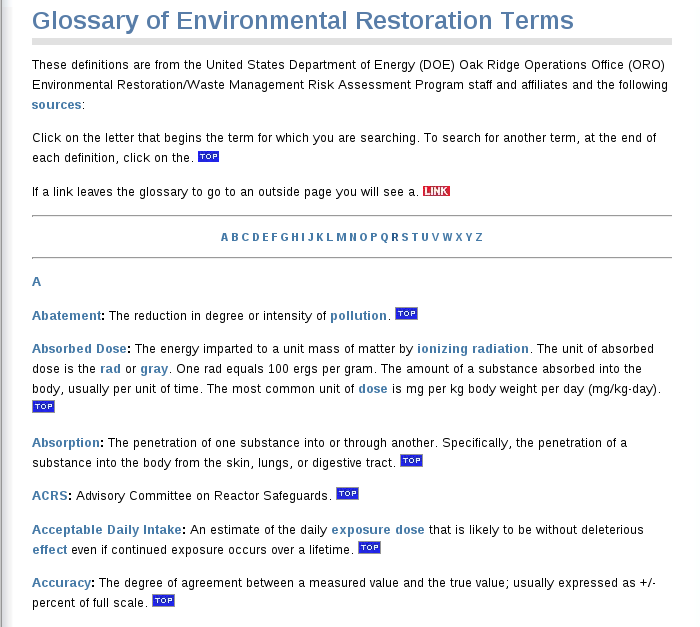 Glossary of Environmental Restoration Terms
These definitions are from the United States Department of Energy (DOE) Oak Ridge Operations Office (ORO)
Environmental Restoration/Waste Management Risk Assessment Program staff and affiliates and the following
sources:
Click on the letter that begins the term for which you are searching. To search for another term, at the end of
each definition, click on the. TOP
If a link leaves the glossary to go to an outside page you will see a. LINK
A B C D E F G H I J K L M N O P Q R S T U V W X Y Z
A
Abatement: The reduction in degree or intensity of pollution. TOP
Absorbed Dose: The energy imparted to a unit mass of matter by ionizing radiation. The unit of absorbed
dose is the rad or gray. One rad equals 100 ergs per gram. The amount of a substance absorbed into the
body, usually per unit of time. The most common unit of dose is mg per kg body weight per day (mg/kg-day).
TOP
Absorption: The penetration of one substance into or through another. Specifically, the penetration of a
substance into the body from the skin, lungs, or digestive tract. TOP
ACRS: Advisory Committee on Reactor Safeguards. TOP
Acceptable Daily Intake: An estimate of the daily exposure dose that is likely to be without deleterious
effect even if continued exposure occurs over a lifetime. TOP
Accuracy: The degree of agreement between a measured value and the true value; usually expressed as +/-
percent of full scale. TOP